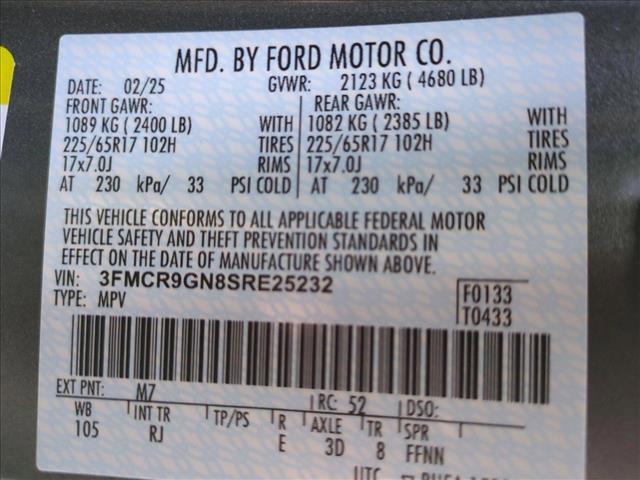 MFD. BY FORD MOTOR CO.
DATE: 02/25 GVWR: 2123 KG ( 4680 LB)
FRONT GAWR: REAR GAWR:
1089 KG ( 2400 LB) WITH 1082 KG ( 2385 LB) WITH
225/65R17 102H TIRES 225/65R17 102H TIRES
17x7.0J RIMS 17x7.0J RIMS
AT 230 kPa/ 33 PSI COLD AT 230 kPa/ 33 PSI COLD
THIS VEHICLE CONFORMS TO ALL APPLICABLE FEDERAL MOTOR
VEHICLE SAFETY AND THEFT PREVENTION STANDARDS IN
EFFECT ON THE DATE OF MANUFACTURE SHOWN ABOVE.
VIN: 3FMCR9GN8SRE25232
TYPE: MPV
F0133
T0433
EXT PNT: M7 RC: 52 DSO:
WB INT TR TP/PS R AXLE TR SPR
105 RJ E 3D 8 FFNN
UTC